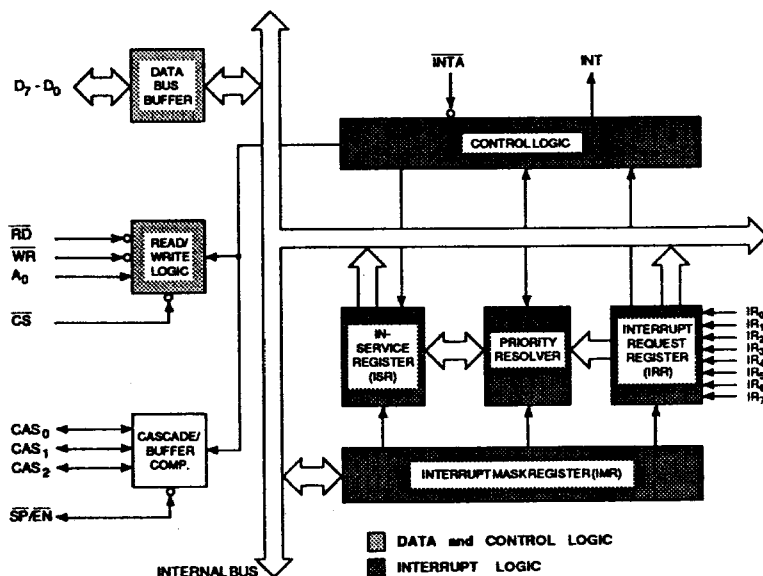 D7 - D0
DATA
BUS
BUFFER
INTA
INT
CONTROL LOGIC
RD
WR
A0
CS
READ/
WRITE
LOGIC
IN-
SERVICE
REGISTER
(ISR)
PRIORITY
RESOLVER
INTERRUPT
REQUEST
REGISTER
(IRR)
IR0
IR1
IR2
IR3
IR4
IR5
IR6
IR7
CAS0
CAS1
CAS2
SP/EN
CASCADE/
BUFFER
COMP.
INTERRUPT MASK REGISTER (IMR)
INTERNAL BUS
DATA and CONTROL LOGIC
INTERRUPT LOGIC